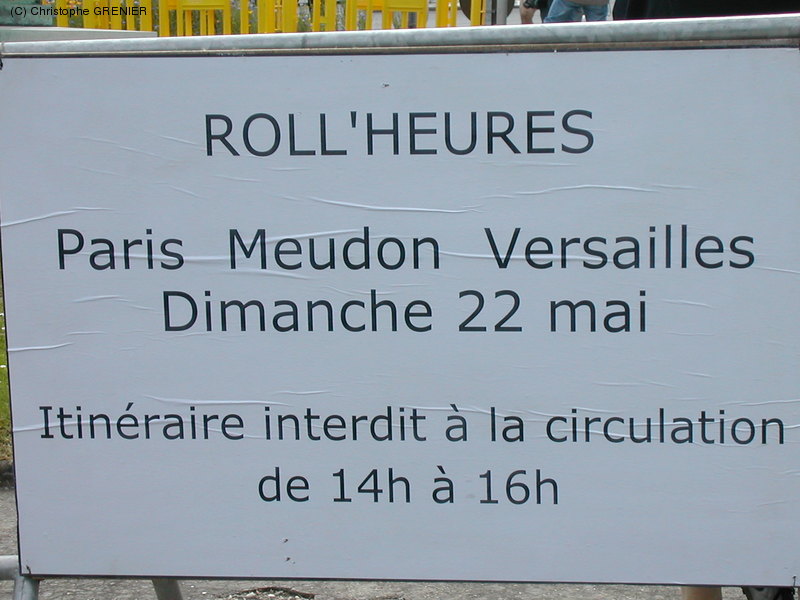 (C) Christophe GRENIER
ROLL'HEURES
Paris Meudon Versailles
Dimanche 22 mai
Itinéraire interdit à la circulation
de 14h à 16h